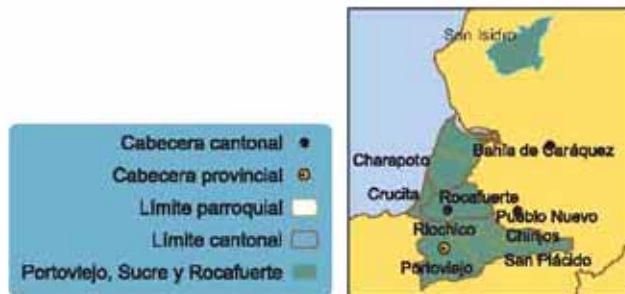 Cabecera cantonal
Cabecera provincial
Límite parroquial
Límite cantonal
Portoviejo, Sucre y Rocafuerte
San Isidro
Bahía de Caráquez
Charapoto
Crucita
Rocafuerte
Pueblo Nuevo
Riochico
Chirijos
Portoviejo
San Plácido